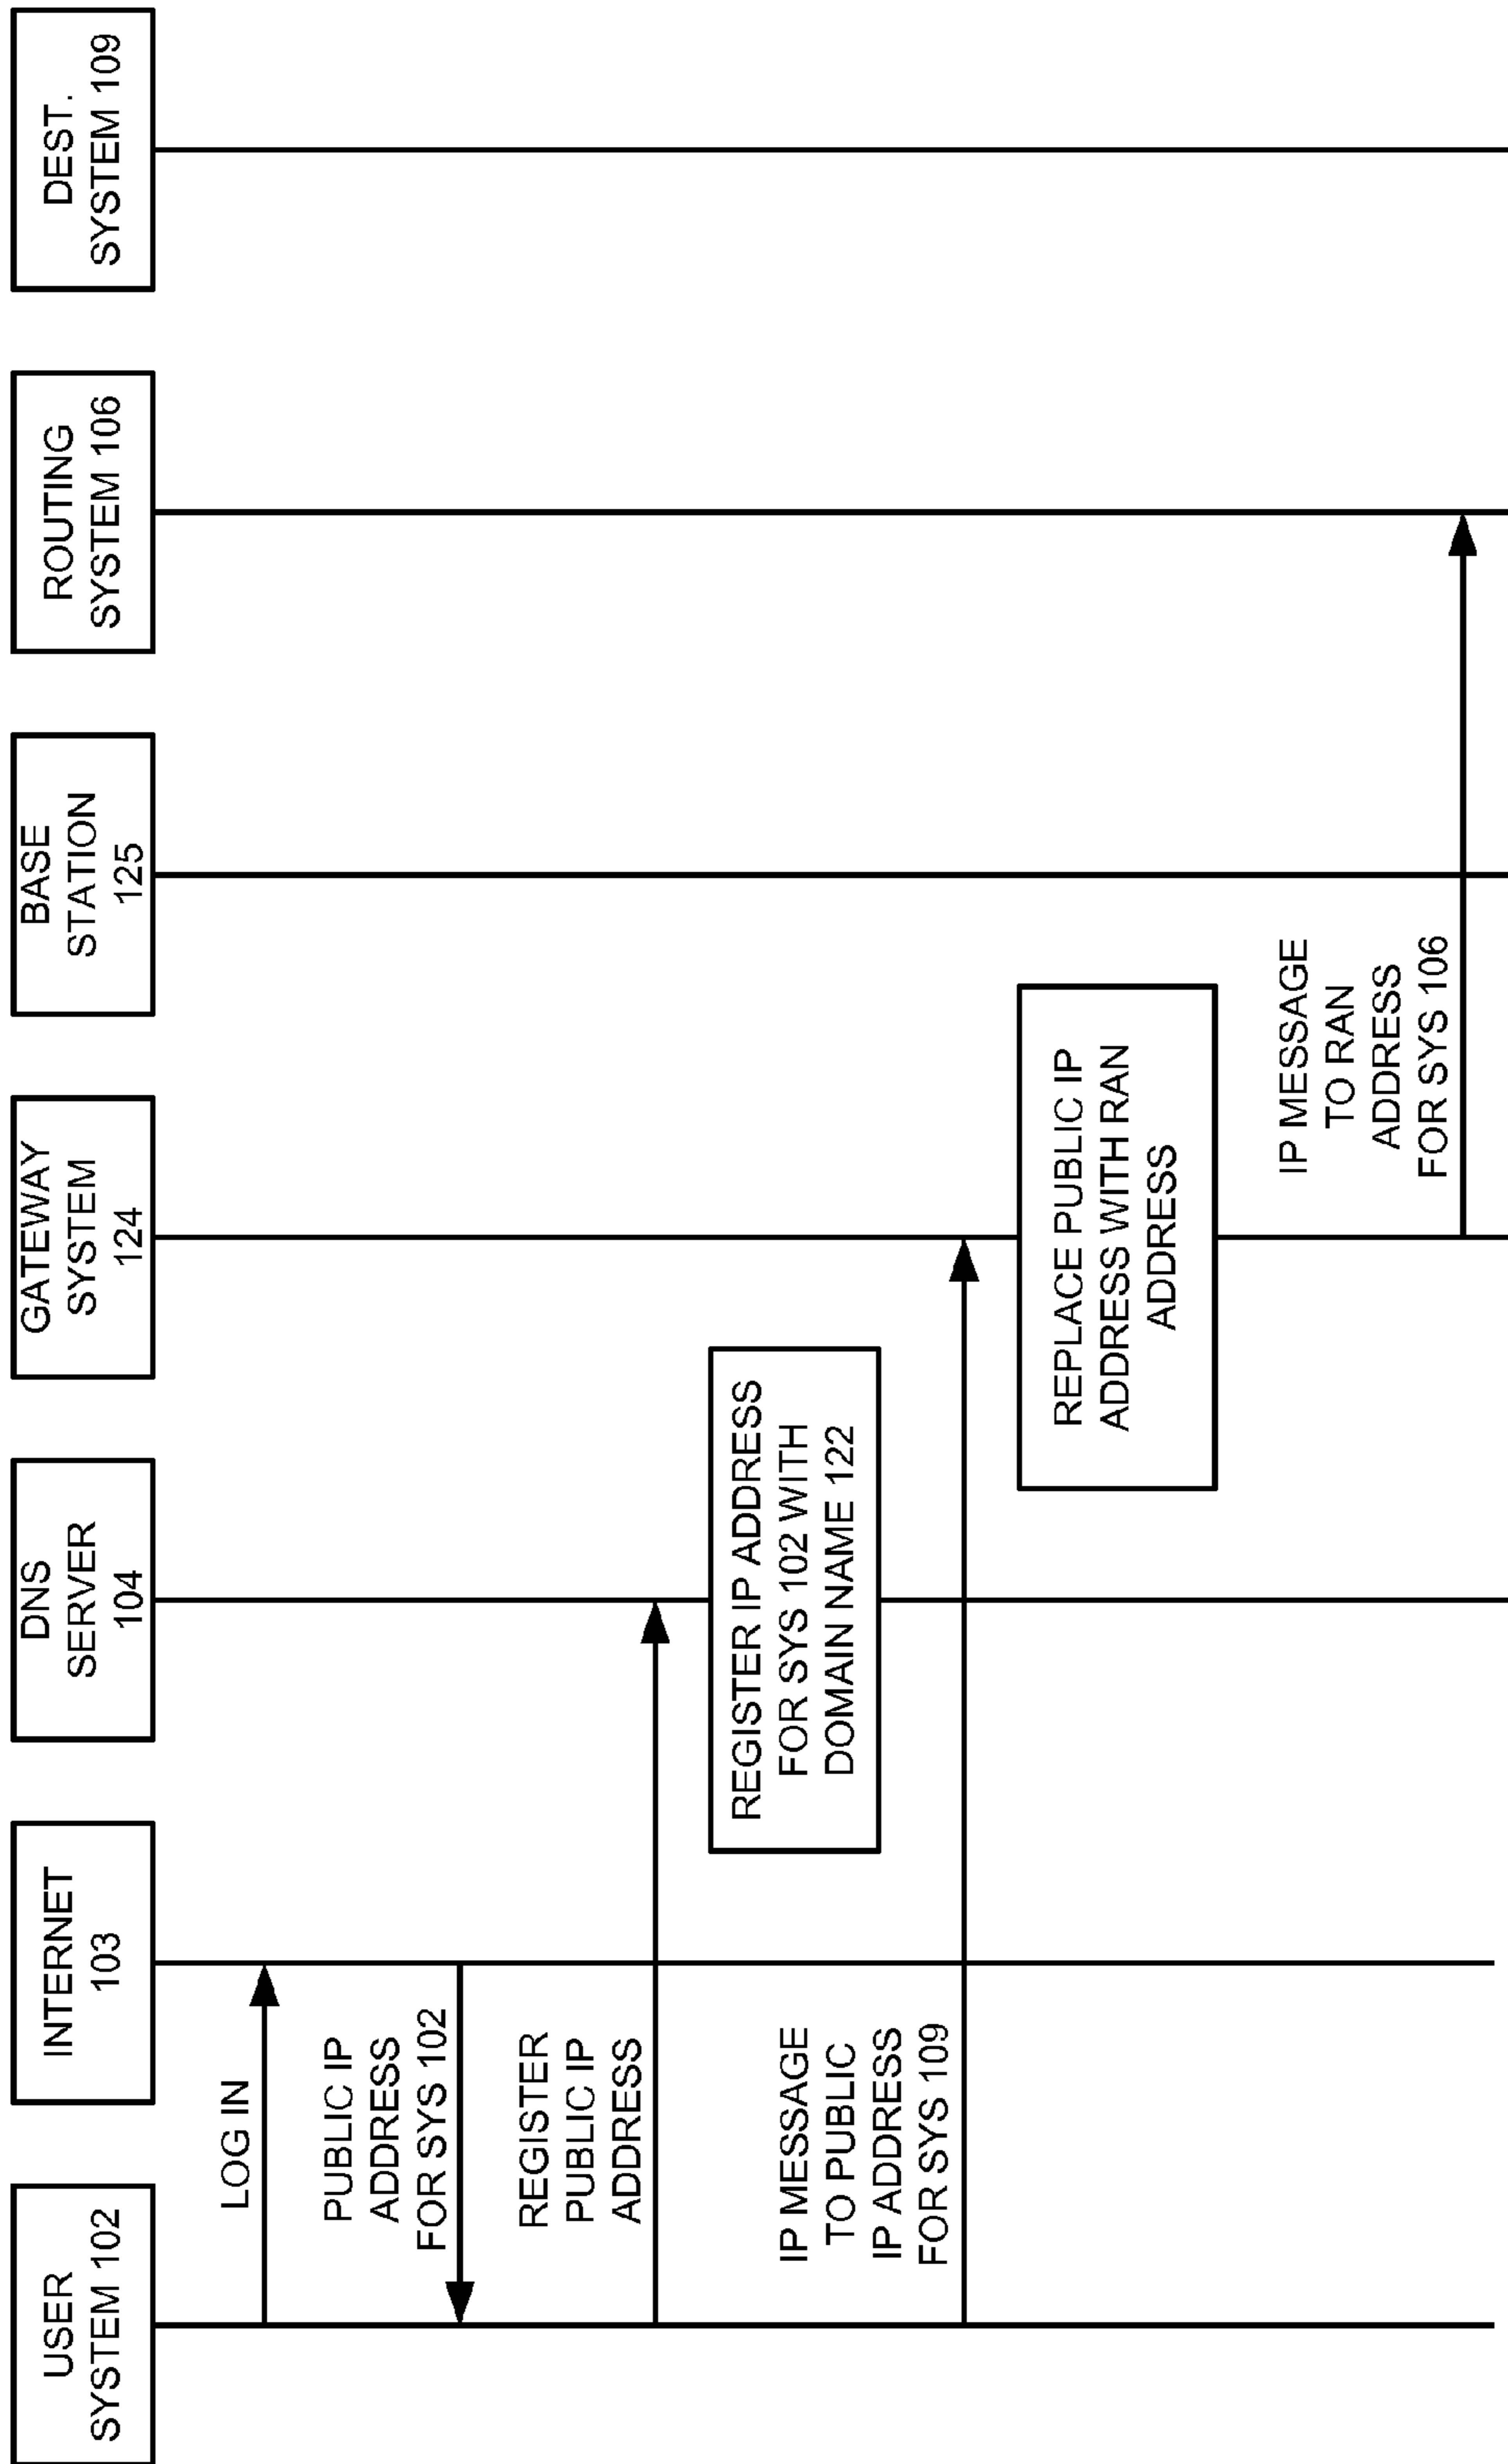 USER
SYSTEM 102
INTERNET
103
DNS
SERVER
104
GATEWAY
SYSTEM
124
BASE
STATION
125
ROUTING
SYSTEM 106
DEST.
SYSTEM 109
LOG IN
PUBLIC IP
ADDRESS
FOR SYS 102
REGISTER
PUBLIC IP
ADDRESS
REGISTER IP ADDRESS
FOR SYS 102 WITH
DOMAIN NAME 122
IP MESSAGE
TO PUBLIC
IP ADDRESS
FOR SYS 109
REPLACE PUBLIC IP
ADDRESS WITH RAN
ADDRESS
IP MESSAGE
TO RAN
ADDRESS
FOR SYS 106